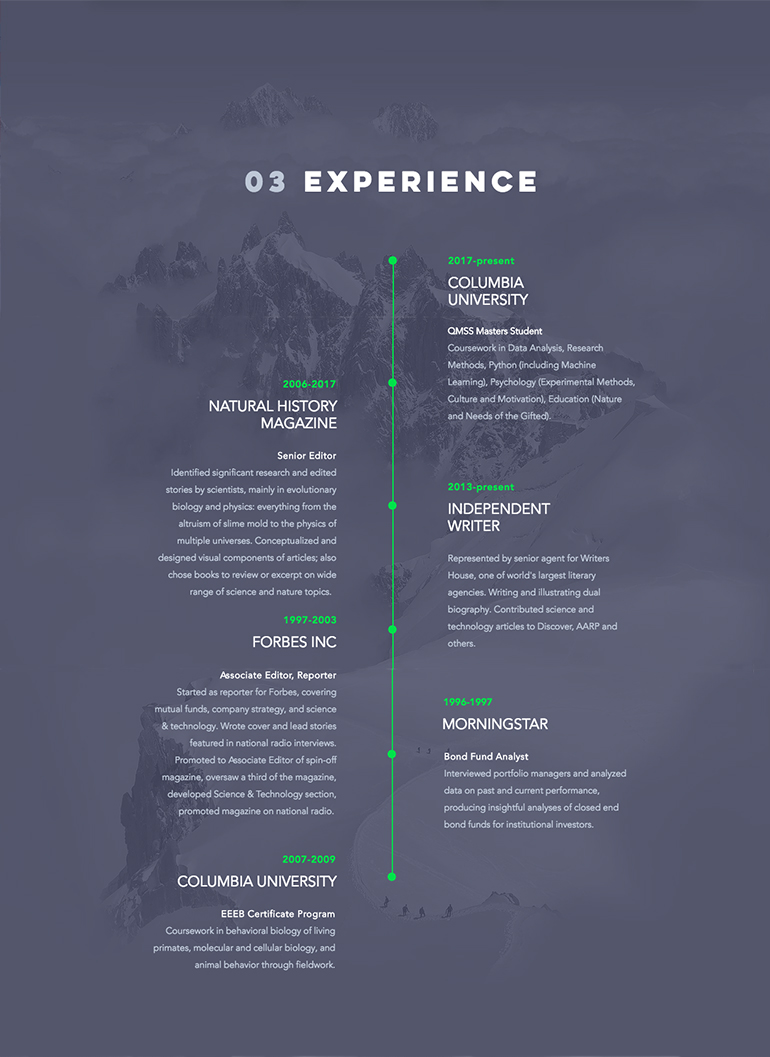 03 EXPERIENCE
2017-present
COLUMBIA
UNIVERSITY
QMSS Masters Student
Coursework in Data Analysis, Research
Methods, Python (including Machine
Learning), Psychology (Experimental Methods,
Culture and Motivation), Education (Nature
and Needs of the Gifted).
2006-2017
NATURAL HISTORY
MAGAZINE
Senior Editor
Identified significant research and edited
stories by scientists, mainly in evolutionary
biology and physics: everything from the
altruism of slime mold to the physics of
multiple universes. Conceptualized and
designed visual components of articles; also
chose books to review or excerpt on wide
range of science and nature topics.
2013-present
INDEPENDENT
WRITER
Represented by senior agent for Writers
House, one of world's largest literary
agencies. Writing and illustrating dual
biography. Contributed science and
technology articles to Discover, AARP and
others.
1997-2003
FORBES INC
Associate Editor, Reporter
Started as reporter for Forbes, covering
mutual funds, company strategy, and science
& technology. Wrote cover and lead stories
featured in national radio interviews.
Promoted to Associate Editor of spin-off
magazine, oversaw a third of the magazine,
developed Science & Technology section,
promoted magazine on national radio.
1996-1997
MORNINGSTAR
Bond Fund Analyst
Interviewed portfolio managers and analyzed
data on past and current performance,
producing insightful analyses of closed end
bond funds for institutional investors.
2007-2009
COLUMBIA UNIVERSITY
EEEB Certificate Program
Coursework in behavioral biology of living
primates, molecular and cellular biology, and
animal behavior through fieldwork.